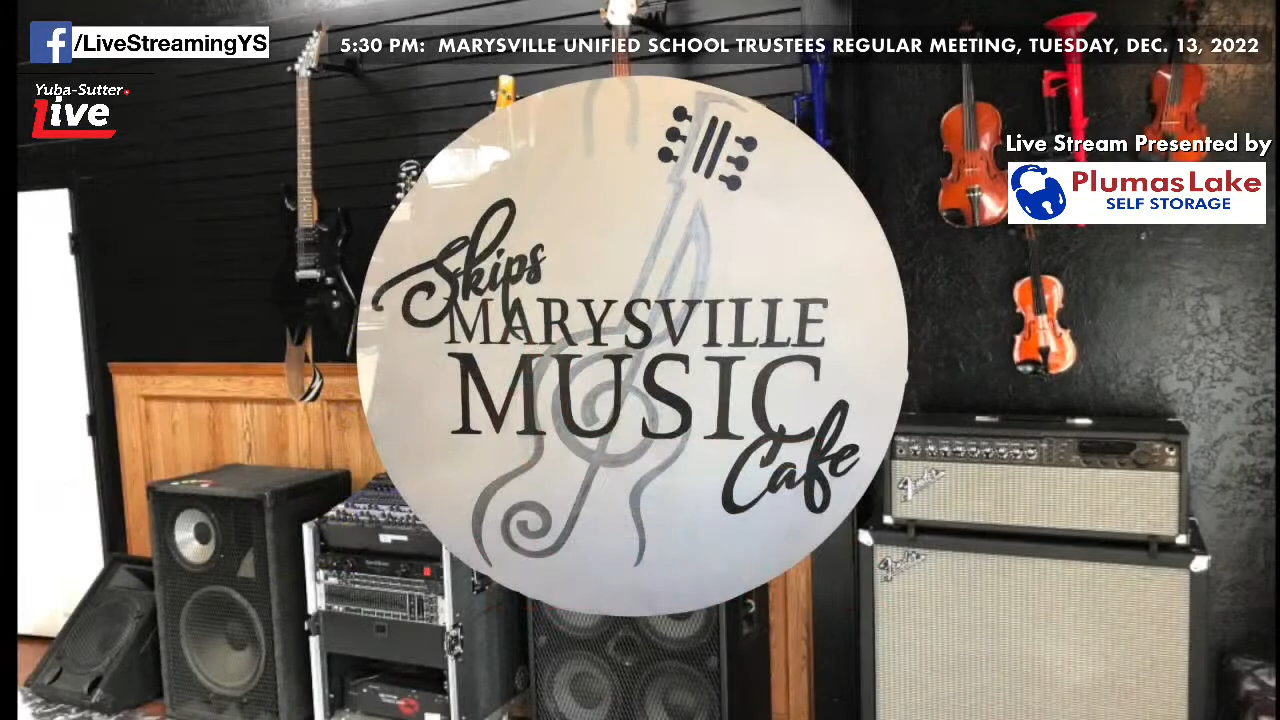 /LiveStreamingYS
5:30 PM: MARYSVILLE UNIFIED SCHOOL TRUSTEES REGULAR MEETING, TUESDAY, DEC. 13, 2022
Yuba-Sutter
Live
Live Stream Presented by
Plumas Lake
SELF STORAGE
Skips
MARYSVILLE
MUSIC
Cafe
Fender
Fender